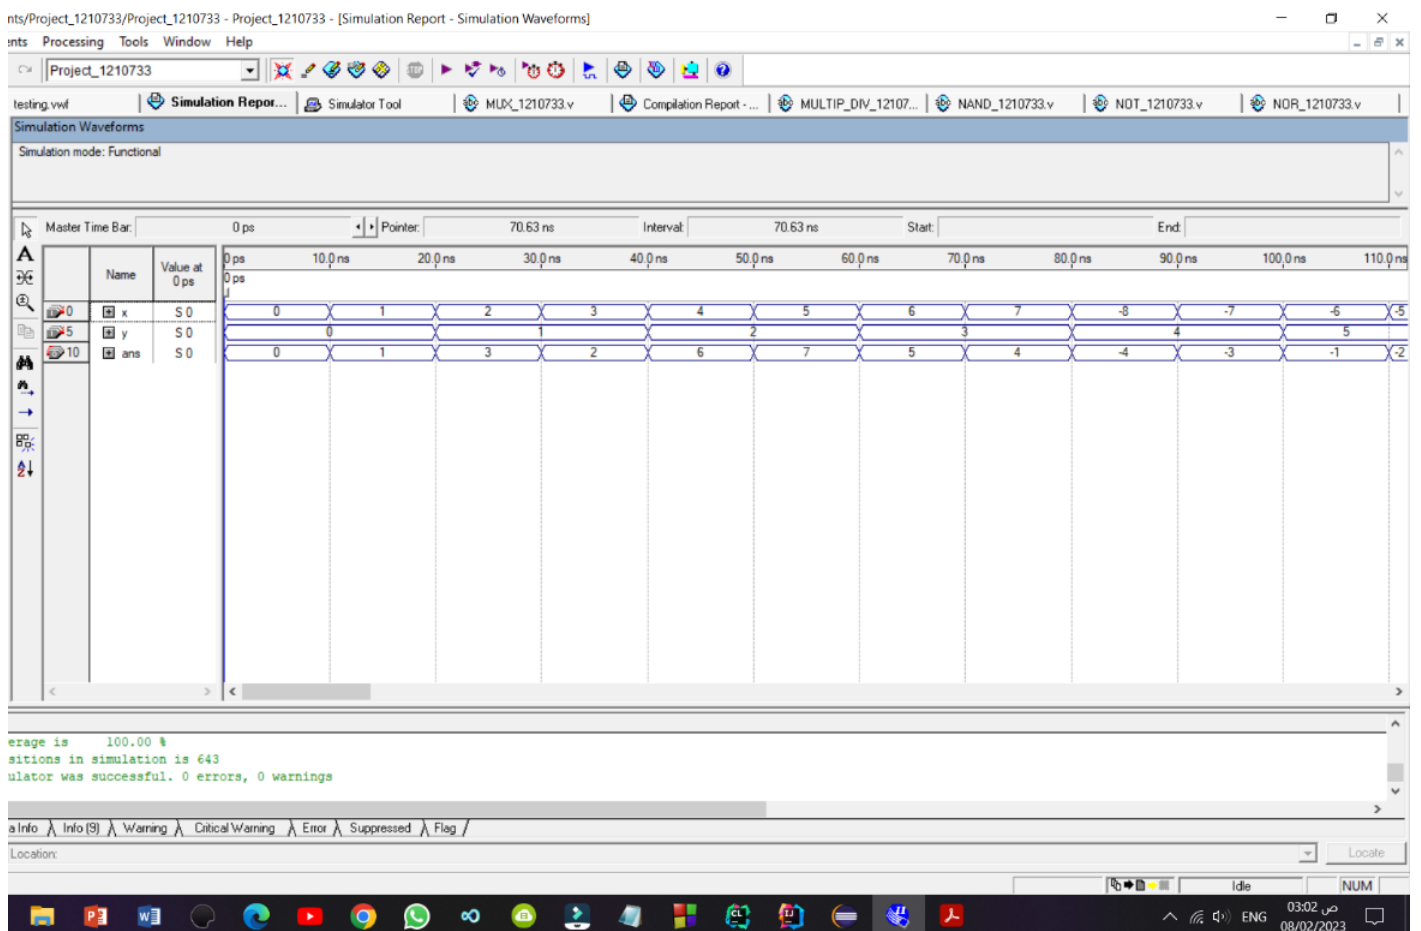 nts/Project_1210733/Project_1210733 - Project_1210733 - [Simulation Report - Simulation Waveforms]
ents Processing Tools Window Help
Project_1210733
testing.vwf Simulation Repor... Simulator Tool MUX_1210733.v Compilation Report - ... MULTIP_DIV_12107... NAND_1210733.v NOT_1210733.v NOR_1210733.v
Simulation Waveforms
Simulation mode: Functional
Master Time Bar: 0 ps Pointer: 70.63 ns Interval: 70.63 ns Start: End:
Name Value at 0 ps
0 ps 10.0 ns 20.0 ns 30.0 ns 40.0 ns 50.0 ns 60.0 ns 70.0 ns 80.0 ns 90.0 ns 100.0 ns 110.0 ns
0 ps
0 x S 0 0 1 2 3 4 5 6 7 -8 -7 -6 -5
5 y S 0 0 1 2 3 4 5
10 ans S 0 0 1 3 2 6 7 5 4 -4 -3 -1 -2
erage is 100.00 %
sitions in simulation is 643
ulator was successful. 0 errors, 0 warnings
a Info Info (9) Warning Critical Warning Error Suppressed Flag
Location: Locate
Idle NUM
ENG 03:02 ص
08/02/2023